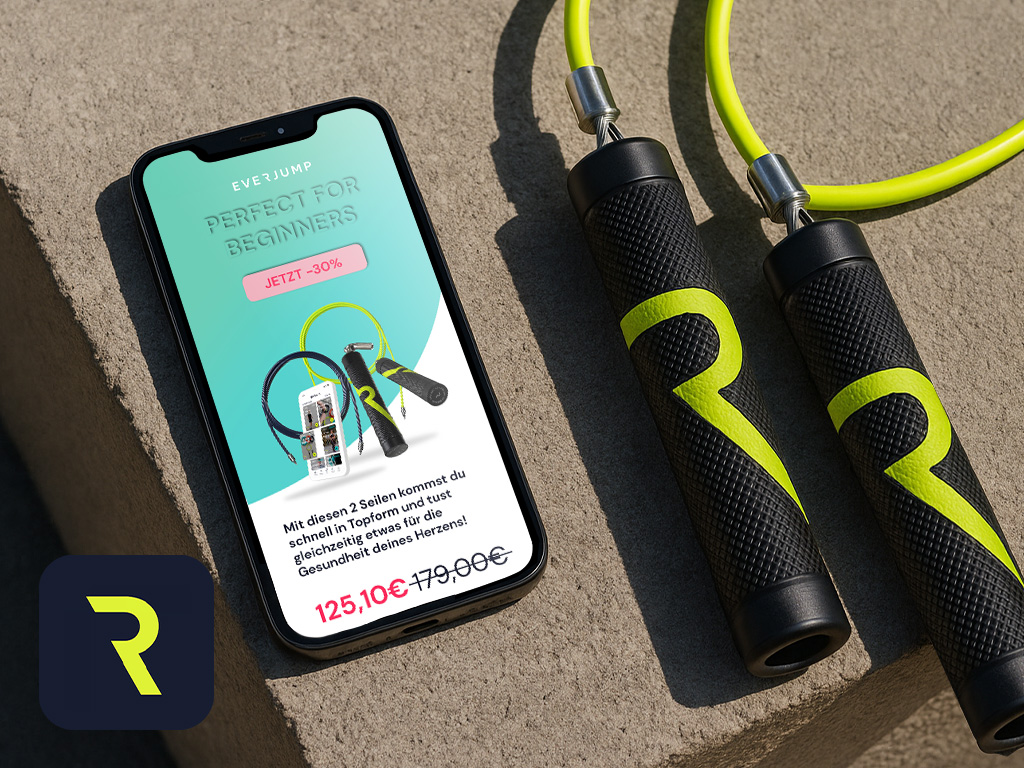 EVERJUMP
PERFECT FOR
BEGINNERS
JETZT -30%
Mit diesen 2 Seilen kommst du
schnell in Topform und tust
gleichzeitig etwas für die
Gesundheit deines Herzens!
125,10€ 179,00€
R
R
R